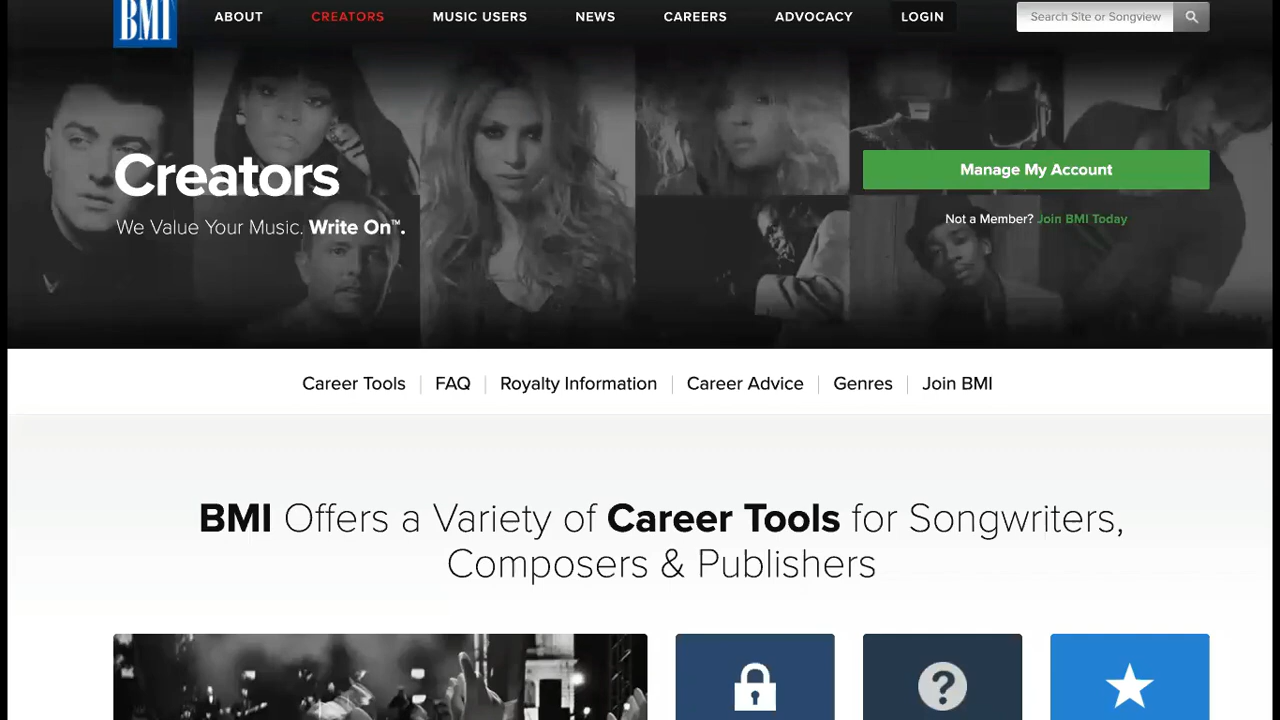 BMI
ABOUT CREATORS MUSIC USERS NEWS CAREERS ADVOCACY LOGIN Search Site or Songview
Creators
We Value Your Music. Write On™.
Manage My Account
Not a Member? Join BMI Today
Career Tools FAQ Royalty Information Career Advice Genres Join BMI
BMI Offers a Variety of Career Tools for Songwriters,
Composers & Publishers
?